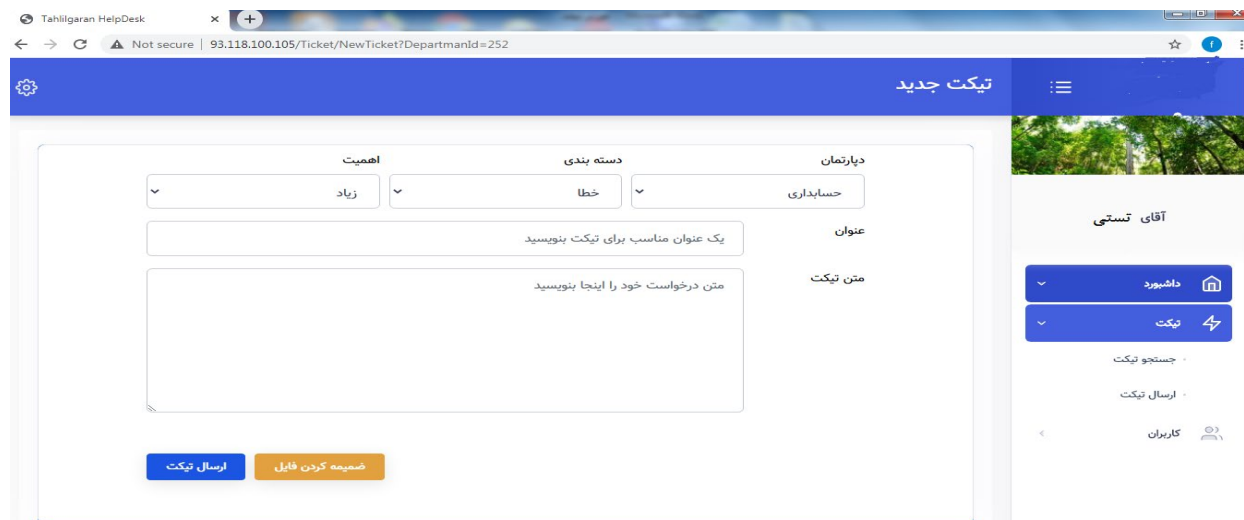 Tahlilgaran HelpDesk
Not secure | 93.118.100.105/Ticket/NewTicket?DepartmanId=252
f
تیکت جدید
دپارتمان
دسته بندی
اهمیت
حسابداری
خطا
زیاد
عنوان
یک عنوان مناسب برای تیکت بنویسید
متن تیکت
متن درخواست خود را اینجا بنویسید
ضمیمه کردن فایل
ارسال تیکت
آقای تستی
داشبورد
تیکت
جستجو تیکت
ارسال تیکت
کاربران